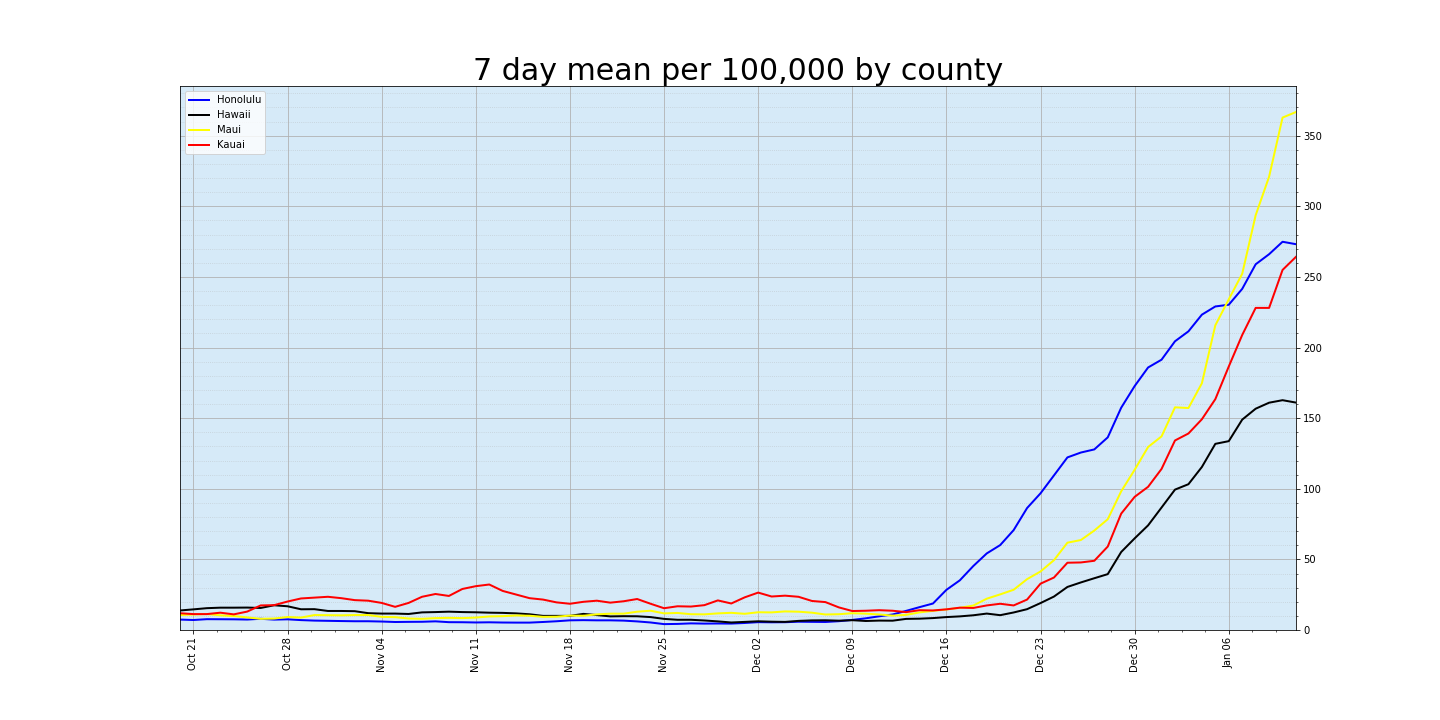 7 day mean per 100,000 by county
Honolulu
Hawaii
Maui
Kauai
350
300
250
200
150
100
50
0
Oct 21
Oct 28
Nov 04
Nov 11
Nov 18
Nov 25
Dec 02
Dec 09
Dec 16
Dec 23
Dec 30
Jan 06